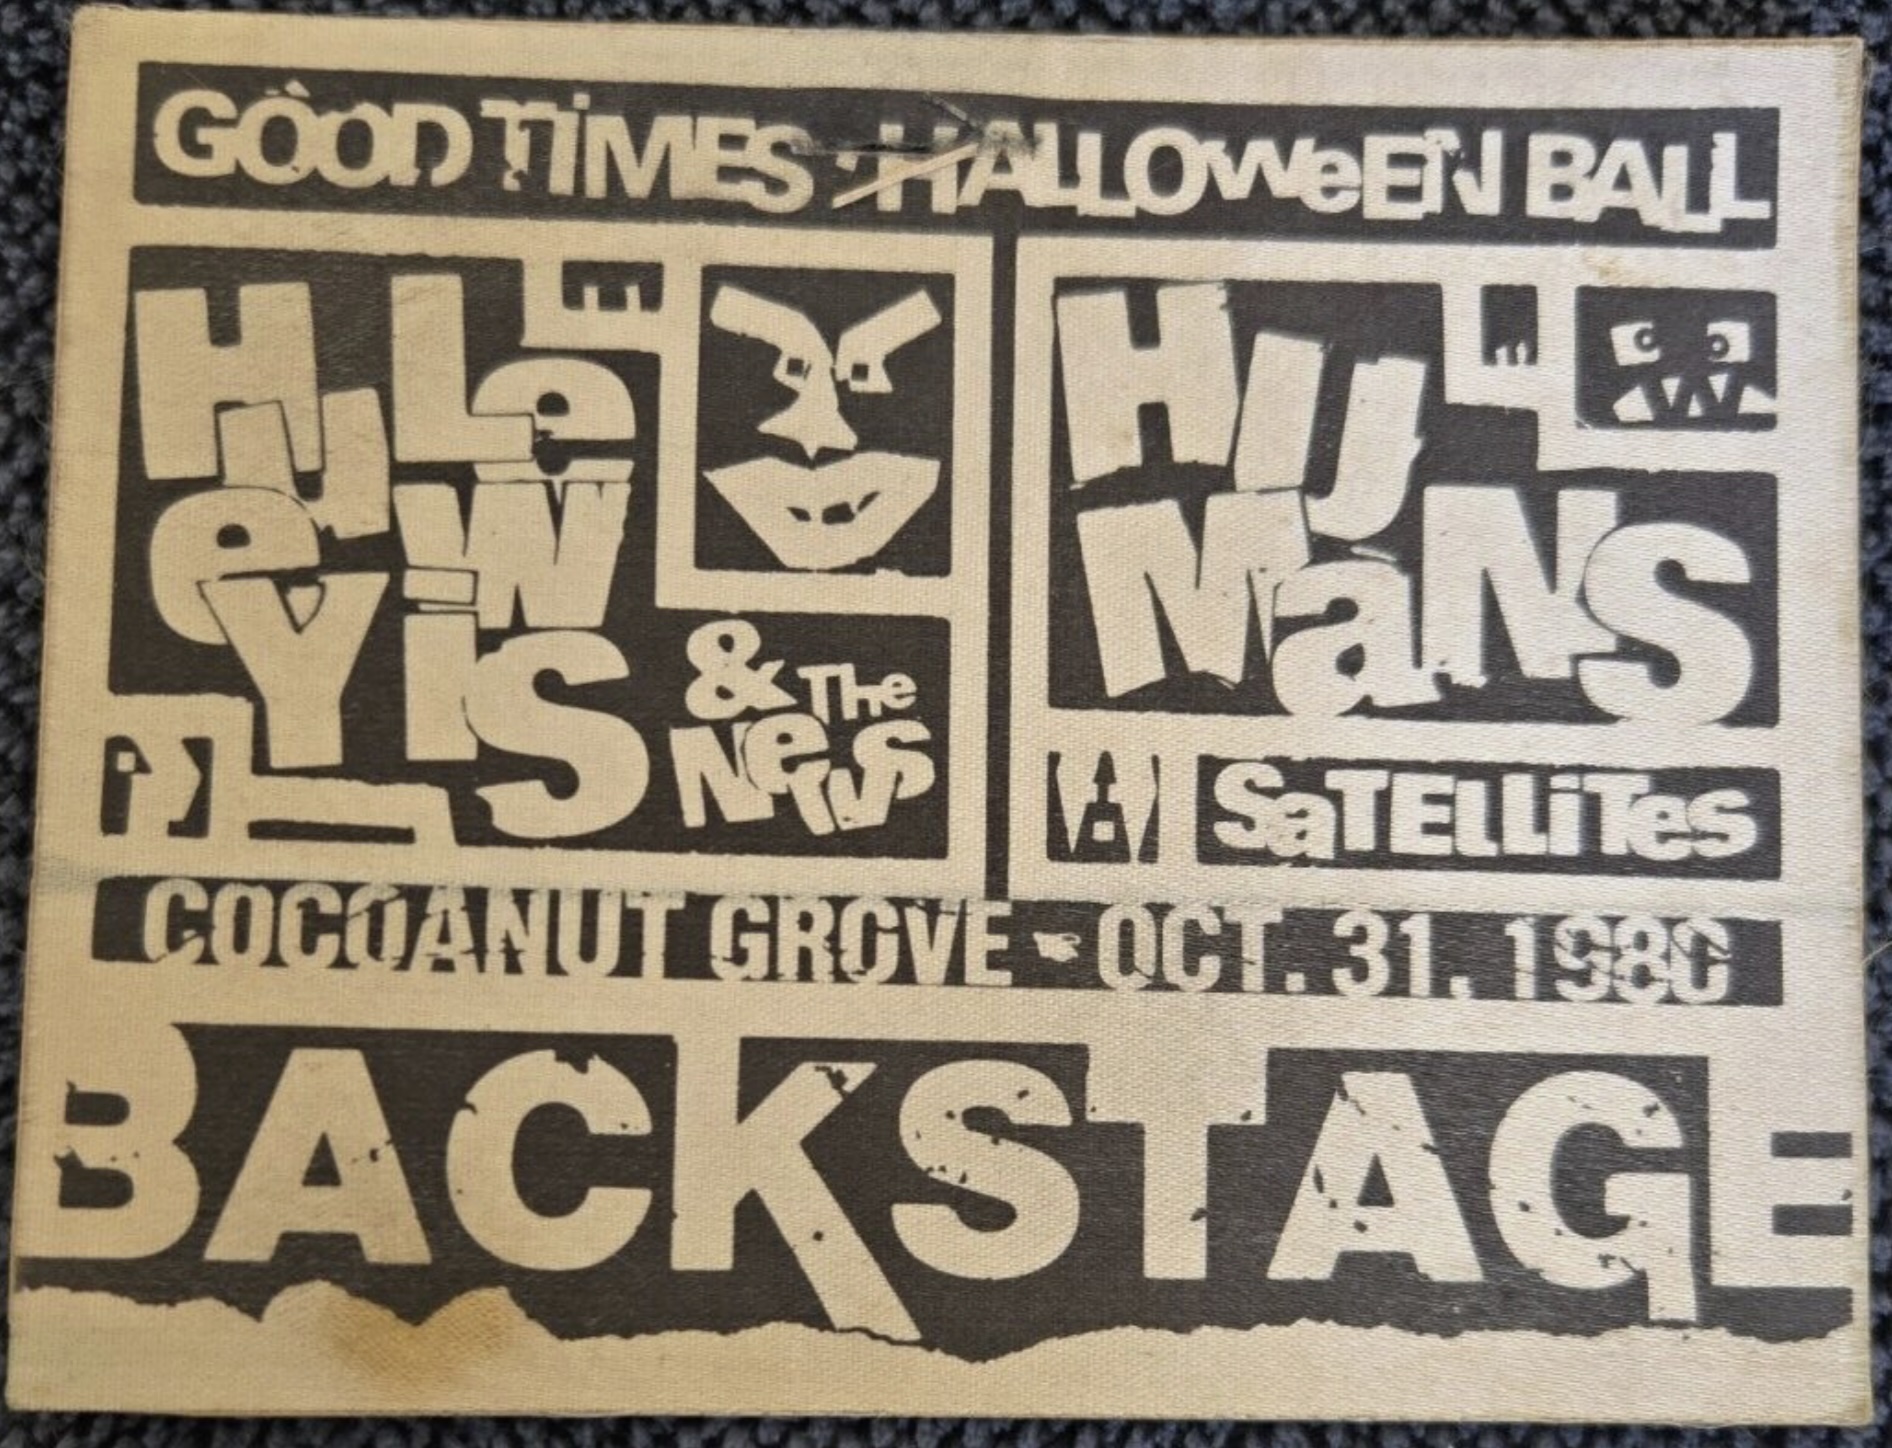 GOOD TiMES HALLOweEN BALL
HueY LewiS & The News
HUMaNS
SaTELLiTes
COCOANUT GROVE - OCT. 31. 1980
BACKSTAGE